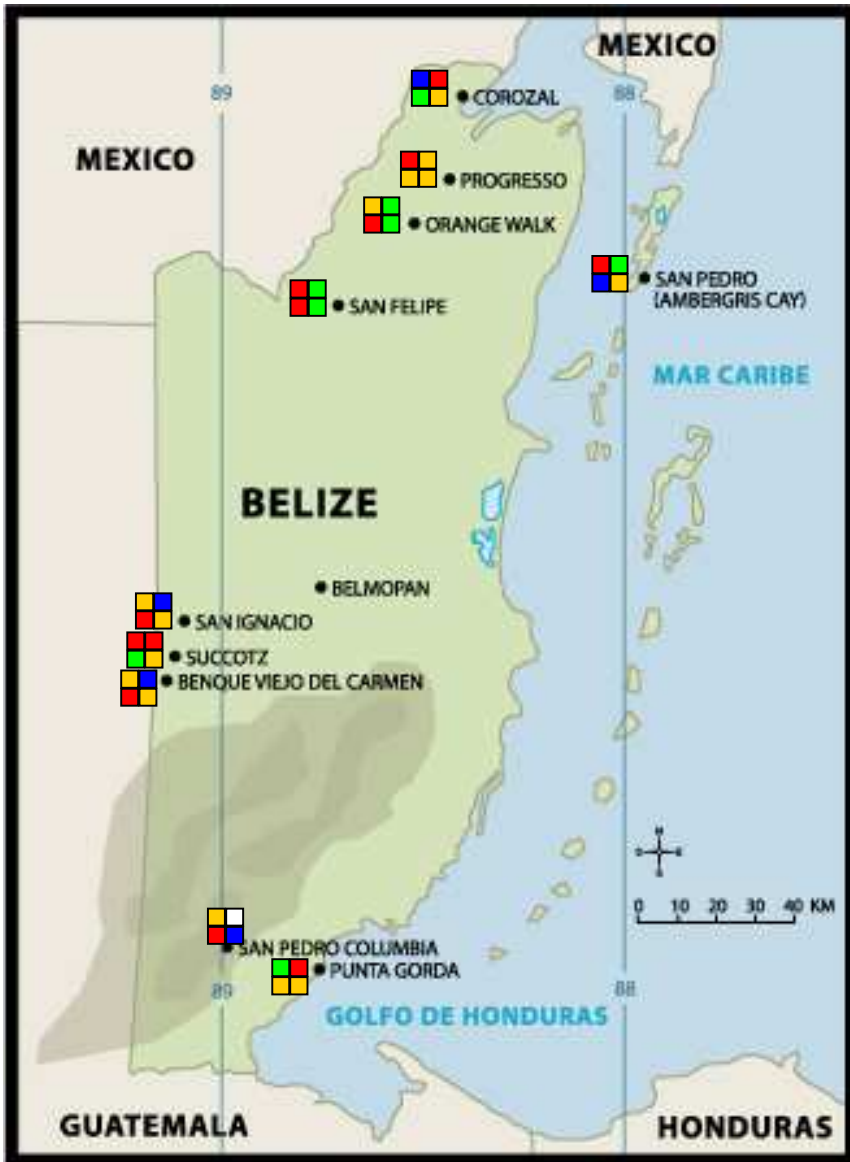 MEXICO
89
88
COROZAL
MEXICO
PROGRESSO
ORANGE WALK
SAN PEDRO
(AMBERGRIS CAY)
SAN FELIPE
MAR CARIBE
BELIZE
BELMOPAN
SAN IGNACIO
SUCCOTZ
BENQUE VIEJO DEL CARMEN
0 10 20 30 40 KM
SAN PEDRO COLUMBIA
PUNTA GORDA
89
88
GOLFO DE HONDURAS
GUATEMALA
HONDURAS